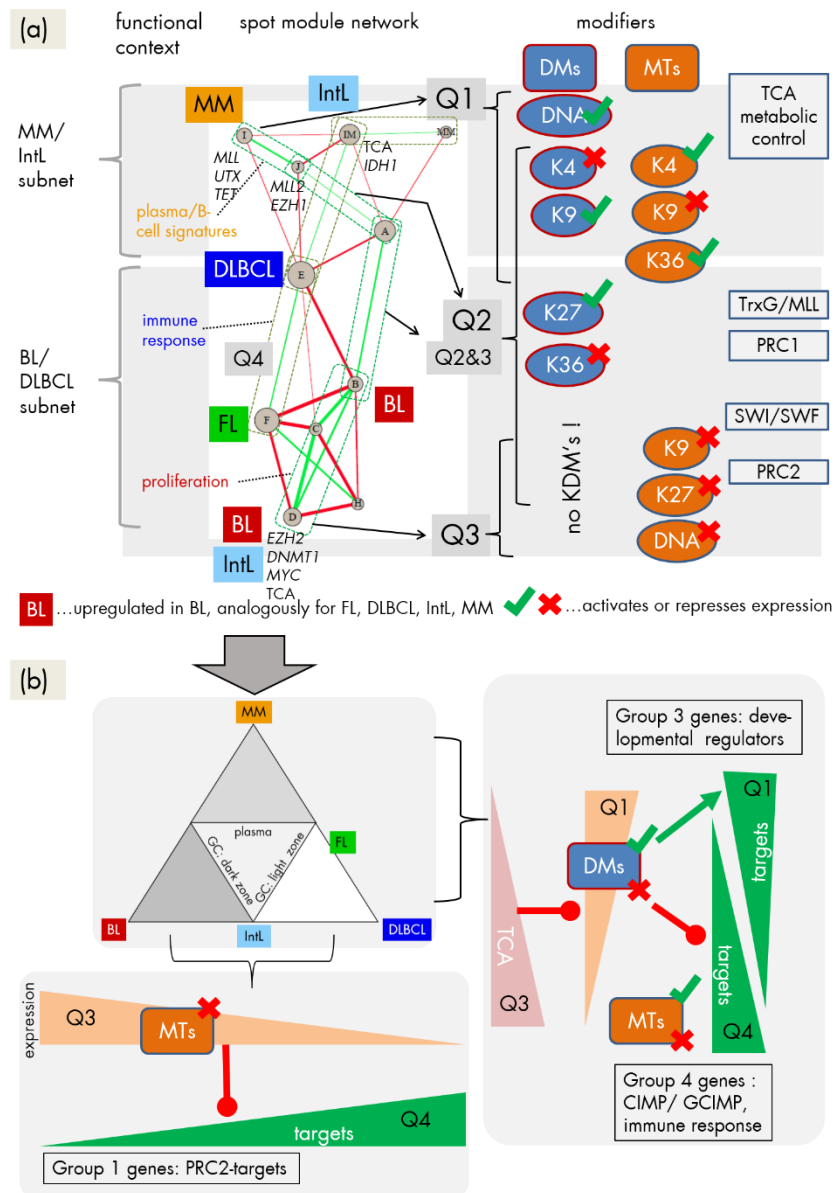 (a)
functional
context
spot module network
modifiers
DMs
MTs
MM/
IntL
subnet
BL/
DLBCL
subnet
MM
IntL
Q1
I
IM
MM
TCA
IDH1
MLL
UTX
TET
J
MLL2
EZH1
plasma/B-
cell signatures
A
DLBCL
E
immune
response
Q4
Q2
Q2&3
B
BL
FL
F
C
proliferation
H
D
BL
IntL
EZH2
DNMT1
MYC
TCA
Q3
DNA
K4
K9
K27
K36
no KDM's !
K4
K9
K36
K9
K27
DNA
TCA
metabolic
control
TrxG/MLL
PRC1
SWI/SWF
PRC2
BL ...upregulated in BL, analogously for FL, DLBCL, IntL, MM ...activates or represses expression
(b)
MM
plasma
GC: dark zone
GC: light zone
FL
BL
IntL
DLBCL
expression
Q3
MTs
targets
Q4
Group 1 genes: PRC2-targets
Group 3 genes: deve-
lopmental regulators
Q1
Q1
targets
DMs
TCA
Q3
targets
Q4
MTs
Group 4 genes :
CIMP/ GCIMP,
immune response